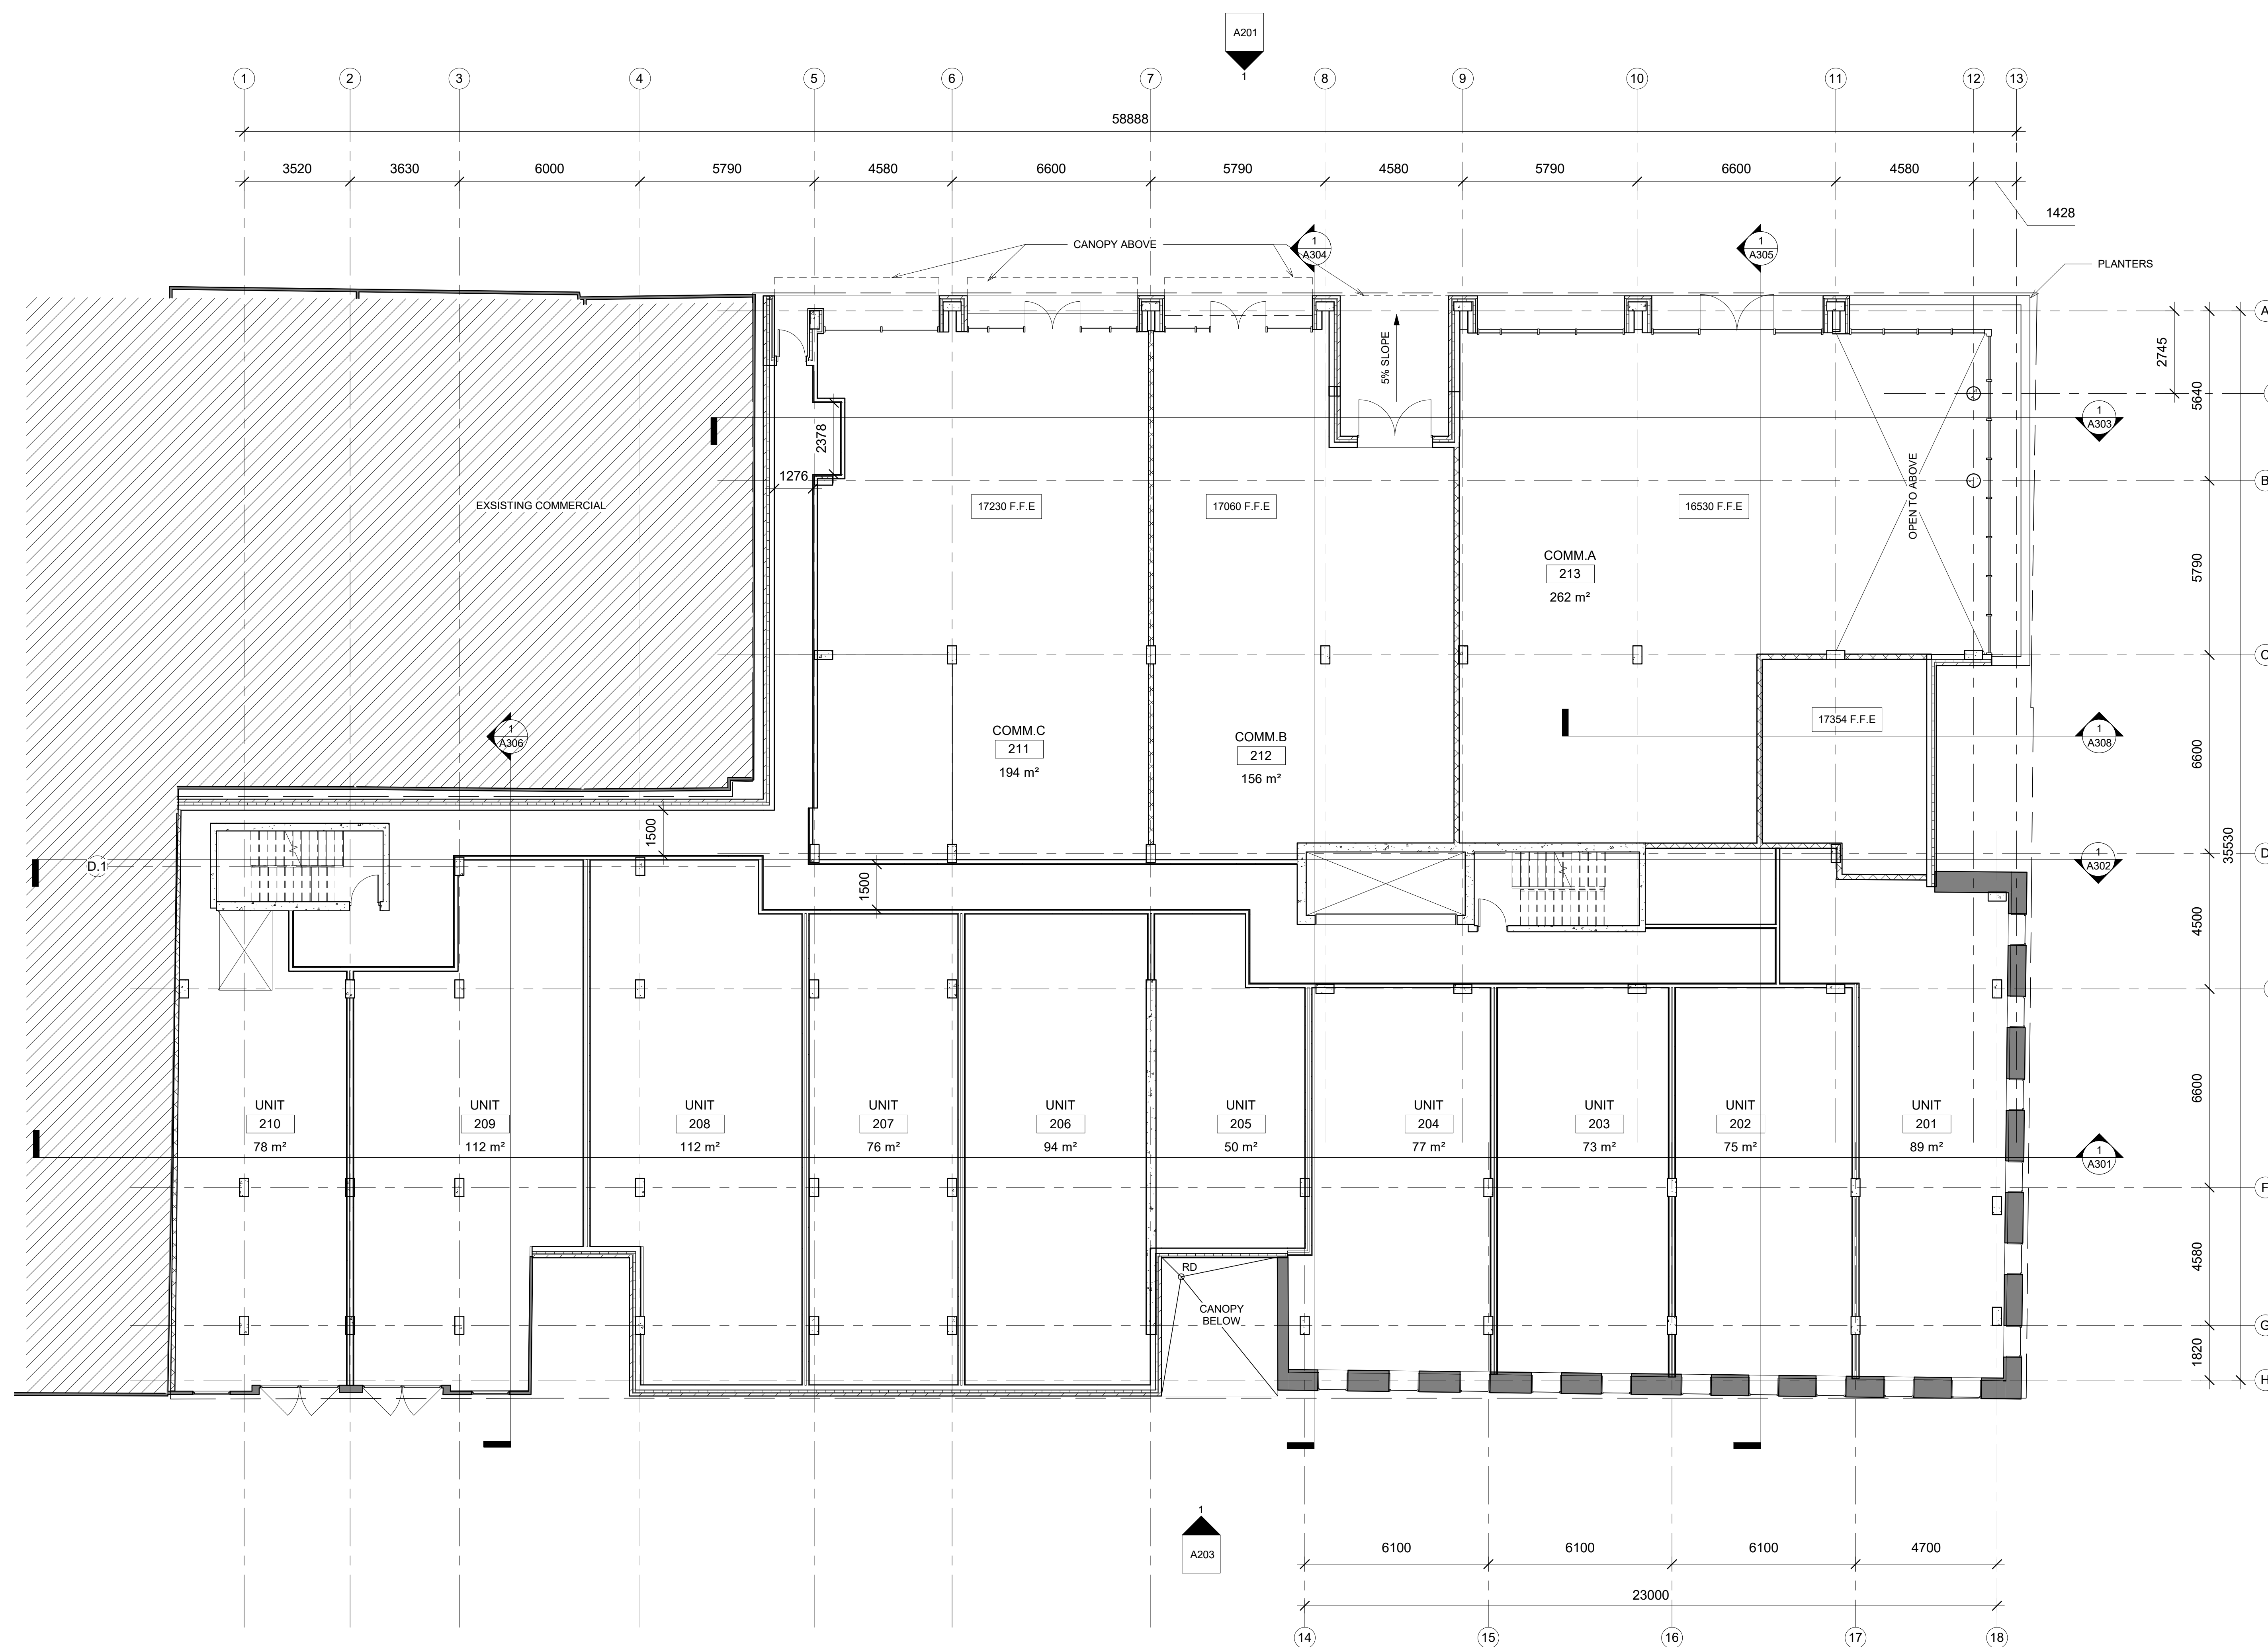 A201
1
1
2
3
4
5
6
7
8
9
10
11
12
13
58888
3520
3630
6000
5790
4580
6600
5790
4580
5790
6600
4580
1428
CANOPY ABOVE
1
A304
1
A305
PLANTERS
A
2745
5640
5% SLOPE
1
A303
2378
1276
B
OPEN TO ABOVE
EXSISTING COMMERCIAL
17230 F.F.E
17060 F.F.E
16530 F.F.E
COMM.A
213
262 m²
5790
C
1
A306
COMM.C
211
194 m²
COMM.B
212
156 m²
17354 F.F.E
1
A308
6600
1500
35530
D.1
1500
1
A302
D
4500
UNIT
210
78 m²
UNIT
209
112 m²
UNIT
208
112 m²
UNIT
207
76 m²
UNIT
206
94 m²
UNIT
205
50 m²
UNIT
204
77 m²
UNIT
203
73 m²
UNIT
202
75 m²
UNIT
201
89 m²
6600
1
A301
F
4580
RD
CANOPY
BELOW
G
1820
H
1
A203
6100
6100
6100
4700
23000
14
15
16
17
18